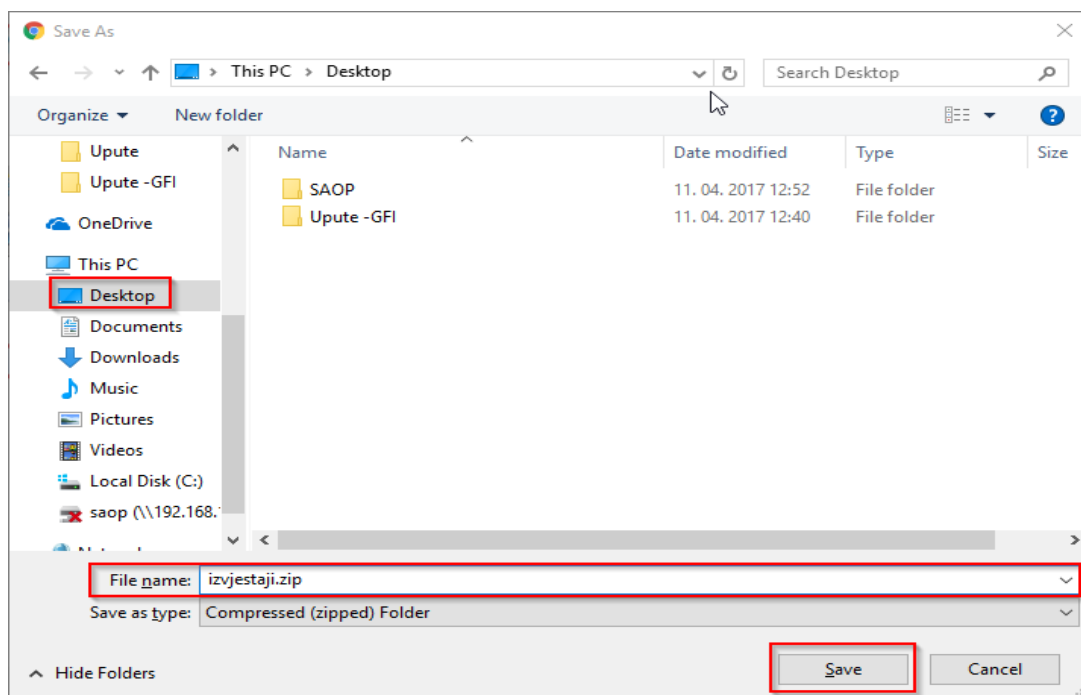 Save As
This PC > Desktop
Search Desktop
Organize
New folder
?
Name
Date modified
Type
Size
Upute
Upute -GFI
OneDrive
This PC
Desktop
Documents
Downloads
Music
Pictures
Videos
Local Disk (C:)
saop (\\192.168.
SAOP 11. 04. 2017 12:52 File folder
Upute -GFI 11. 04. 2017 12:40 File folder
File name: izvjestaji.zip
Save as type: Compressed (zipped) Folder
Hide Folders
Save
Cancel